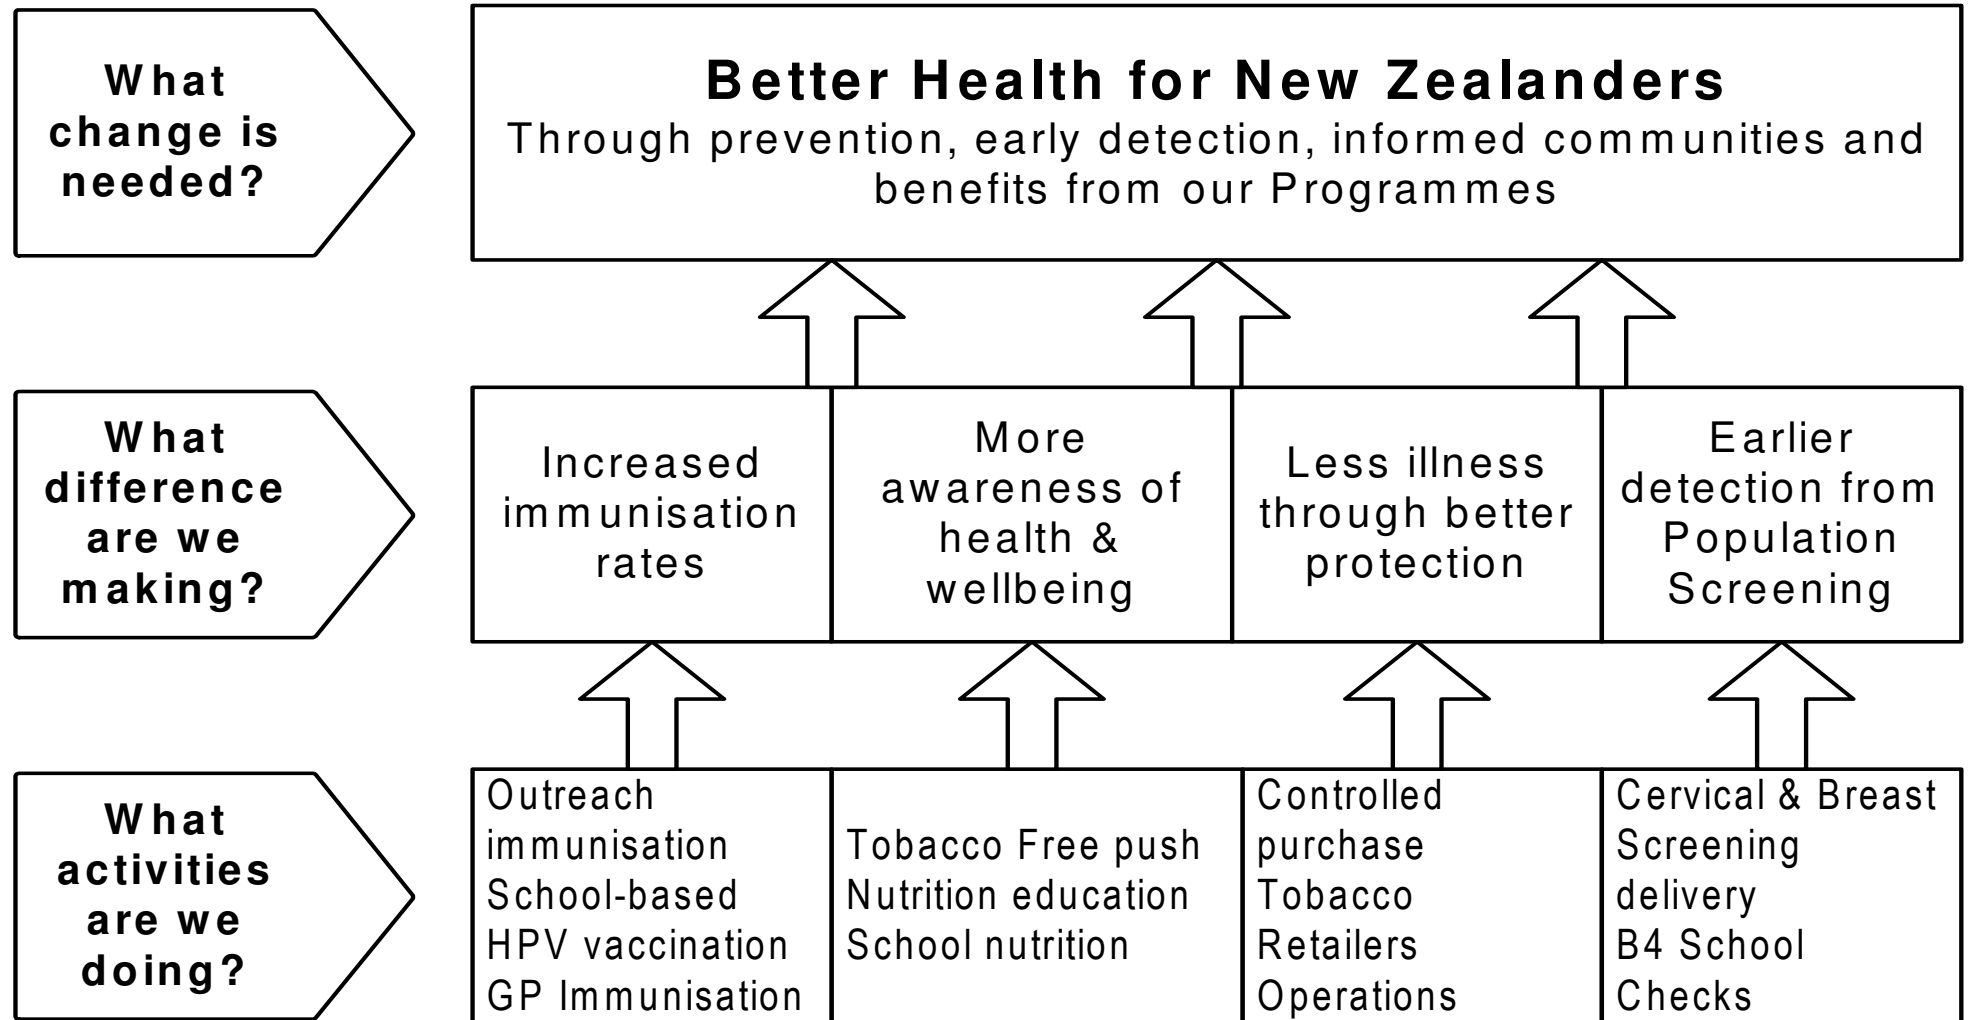 What
change is
needed?
Better Health for New Zealanders
Through prevention, early detection, informed communities and
benefits from our Programmes
What
difference
are we
making?
Increased
immunisation
rates
More
awareness of
health &
wellbeing
Less illness
through better
protection
Earlier
detection from
Population
Screening
What
activities
are we
doing?
Outreach
immunisation
School-based
HPV vaccination
GP Immunisation
Tobacco Free push
Nutrition education
School nutrition
Controlled
purchase
Tobacco
Retailers
Operations
Cervical & Breast
Screening
delivery
B4 School
Checks